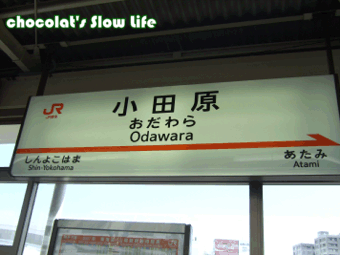 chocolat's Slow Life
JR
小田原
おだわら
Odawara
しんよこはま
Shin-Yokohama
あたみ
Atami